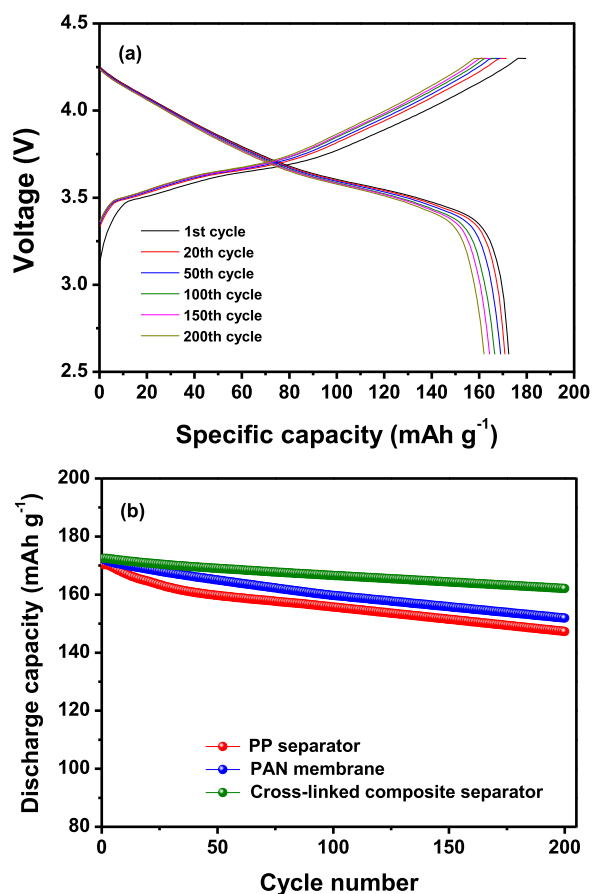 (a)
4.5
4.0
3.5
3.0
2.5
Voltage (V)
1st cycle
20th cycle
50th cycle
100th cycle
150th cycle
200th cycle
0 20 40 60 80 100 120 140 160 180 200
Specific capacity (mAh g⁻¹)
(b)
200
180
160
140
120
100
80
Discharge capacity (mAh g⁻¹)
PP separator
PAN membrane
Cross-linked composite separator
0 50 100 150 200
Cycle number